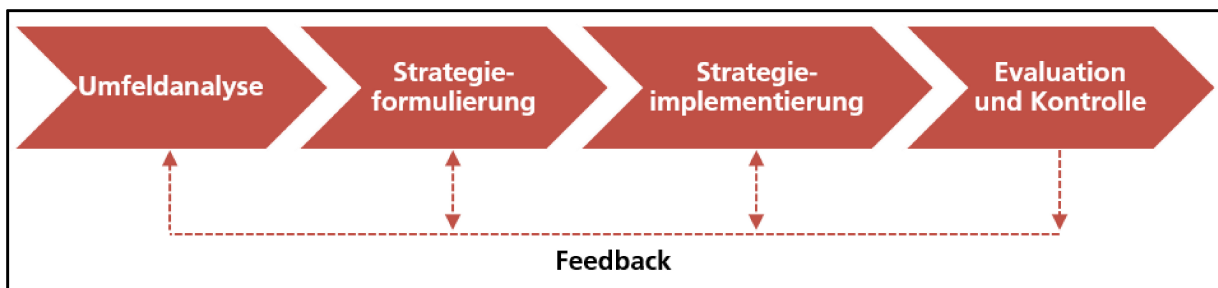 Umfeldanalyse
Strategie-
formulierung
Strategie-
implementierung
Evaluation
und Kontrolle
Feedback